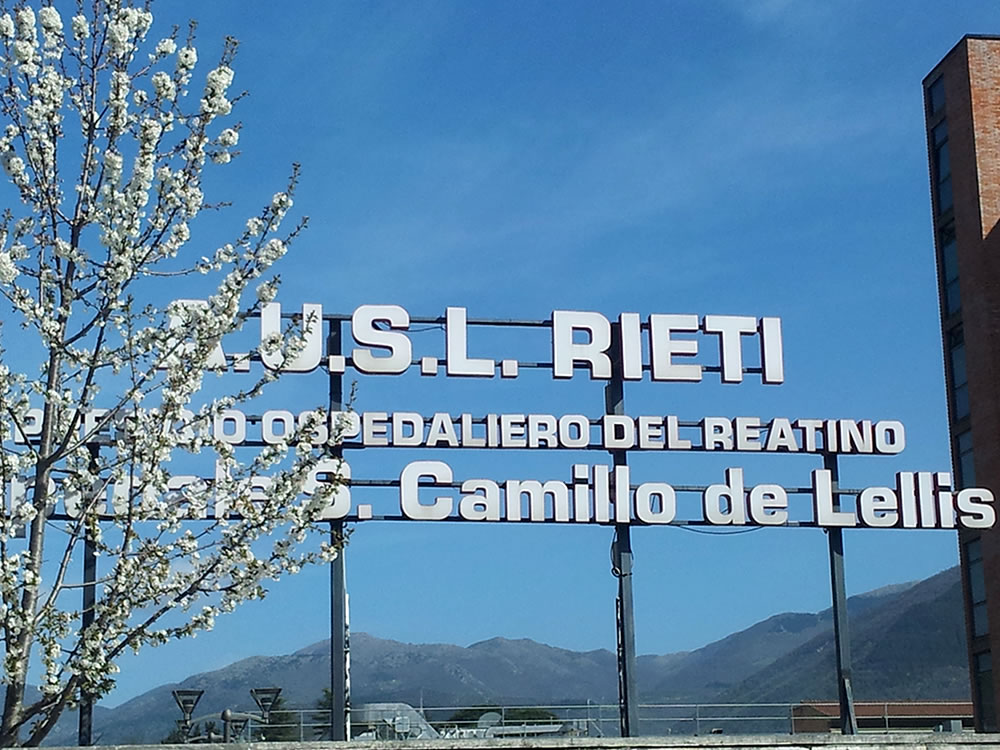 A.U.S.L. RIETI
OSPEDALIERO DEL REATINO
S. Camillo de Lellis